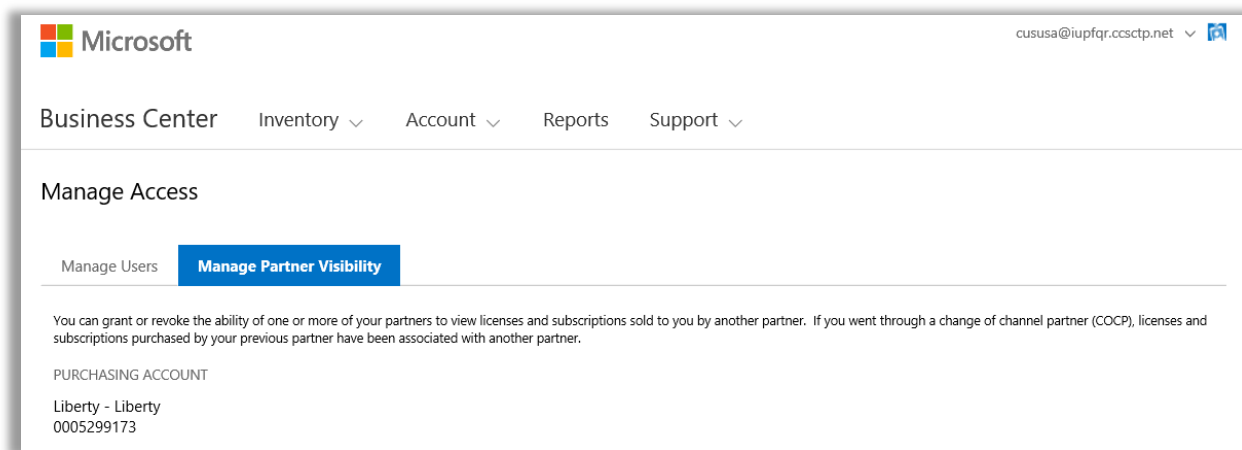 Microsoft
cususa@iupfqr.ccsctp.net
Business Center Inventory Account Reports Support
Manage Access
Manage Users Manage Partner Visibility
You can grant or revoke the ability of one or more of your partners to view licenses and subscriptions sold to you by another partner. If you went through a change of channel partner (COCP), licenses and
subscriptions purchased by your previous partner have been associated with another partner.
PURCHASING ACCOUNT
Liberty - Liberty
0005299173